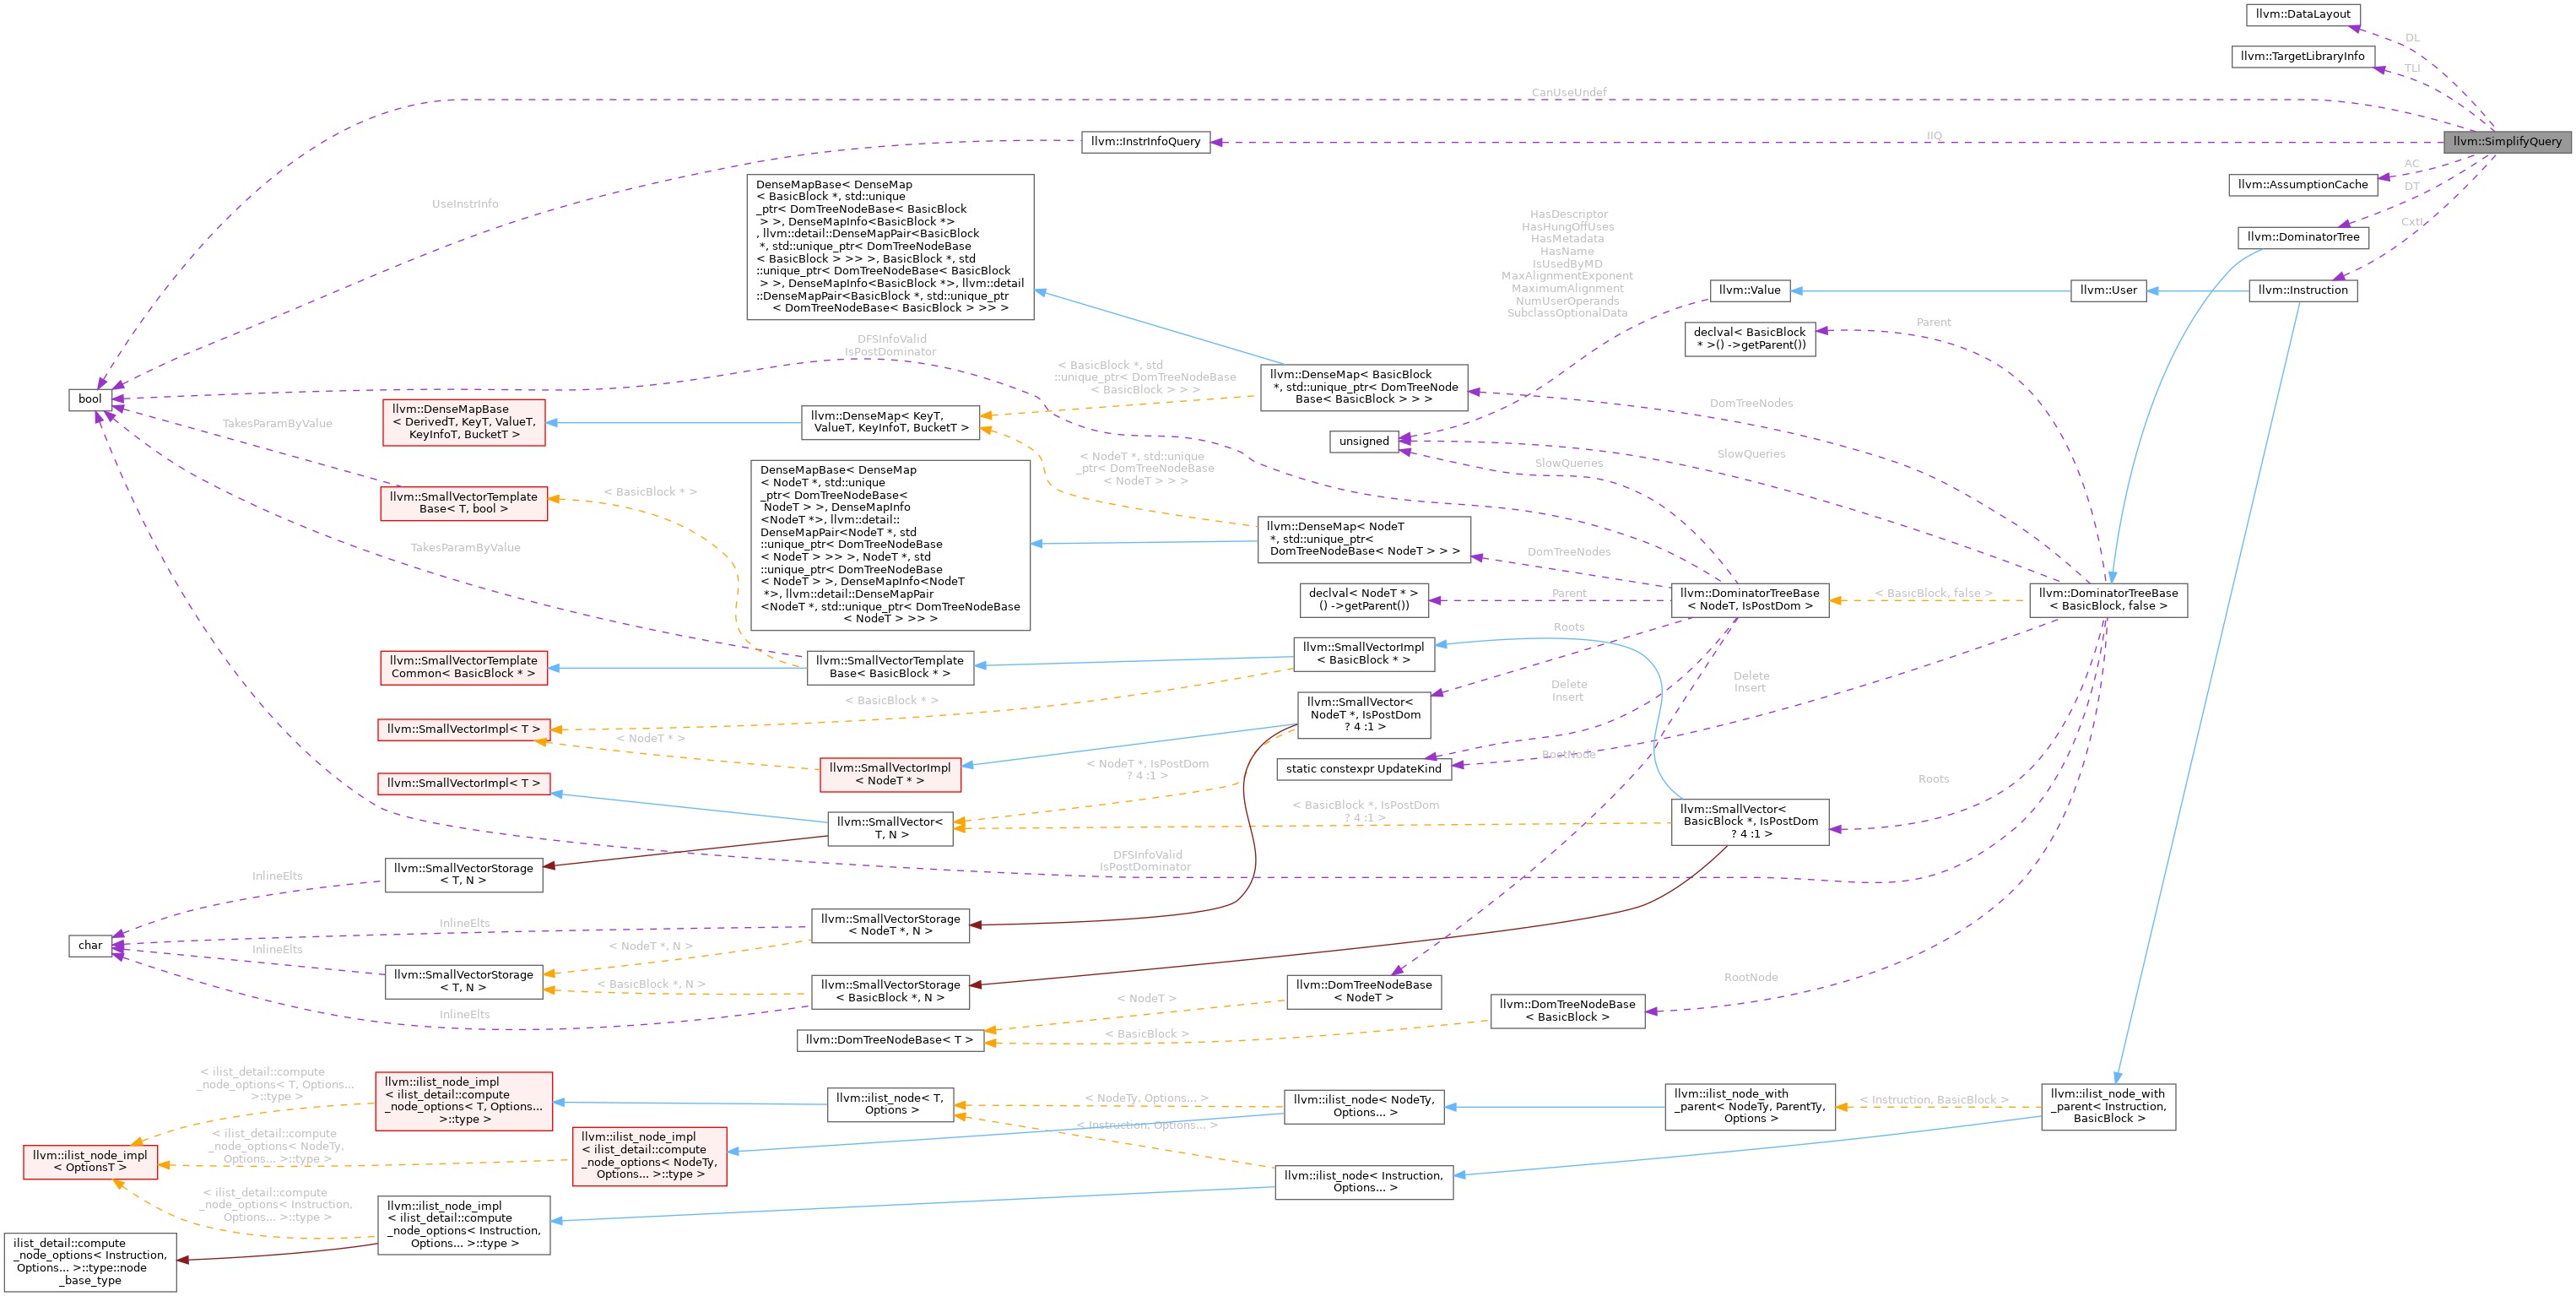 llvm::DataLayout
DL
llvm::TargetLibraryInfo
TLI
CanUseUndef
llvm::InstrInfoQuery
IIQ
llvm::SimplifyQuery
AC
llvm::AssumptionCache
DT
CxtI
llvm::DominatorTree
UseInstrInfo
DenseMapBase< DenseMap
< BasicBlock *, std::unique
_ptr< DomTreeNodeBase< BasicBlock
> >, DenseMapInfo<BasicBlock *>
, llvm::detail::DenseMapPair<BasicBlock
*, std::unique_ptr< DomTreeNodeBase
< BasicBlock > >> >, BasicBlock *, std
::unique_ptr< DomTreeNodeBase< BasicBlock
> >, DenseMapInfo<BasicBlock *>, llvm::detail
::DenseMapPair<BasicBlock *, std::unique_ptr
< DomTreeNodeBase< BasicBlock > >> >
HasDescriptor
HasHungOffUses
HasMetadata
HasName
IsUsedByMD
MaxAlignmentExponent
MaximumAlignment
NumUserOperands
SubclassOptionalData
llvm::Value
llvm::User
llvm::Instruction
declval< BasicBlock
* >() ->getParent())
Parent
DFSInfoValid
IsPostDominator
< BasicBlock *, std
::unique_ptr< DomTreeNodeBase
< BasicBlock > > >
llvm::DenseMap< BasicBlock
*, std::unique_ptr< DomTreeNode
Base< BasicBlock > > >
DomTreeNodes
bool
llvm::DenseMapBase
< DerivedT, KeyT, ValueT,
KeyInfoT, BucketT >
llvm::DenseMap< KeyT,
ValueT, KeyInfoT, BucketT >
TakesParamByValue
unsigned
SlowQueries
SlowQueries
< NodeT *, std::unique
_ptr< DomTreeNodeBase
< NodeT > > >
llvm::SmallVectorTemplate
Base< T, bool >
< BasicBlock * >
DenseMapBase< DenseMap
< NodeT *, std::unique
_ptr< DomTreeNodeBase<
NodeT > >, DenseMapInfo
<NodeT *>, llvm::detail::
DenseMapPair<NodeT *, std
::unique_ptr< DomTreeNodeBase
< NodeT > >> >, NodeT *, std
::unique_ptr< DomTreeNodeBase
< NodeT > >, DenseMapInfo<NodeT
*>, llvm::detail::DenseMapPair
<NodeT *, std::unique_ptr< DomTreeNodeBase
< NodeT > >> >
llvm::DenseMap< NodeT
*, std::unique_ptr<
DomTreeNodeBase< NodeT > > >
DomTreeNodes
TakesParamByValue
declval< NodeT * >
() ->getParent())
Parent
llvm::DominatorTreeBase
< NodeT, IsPostDom >
< BasicBlock, false >
llvm::DominatorTreeBase
< BasicBlock, false >
Roots
llvm::SmallVectorTemplate
Common< BasicBlock * >
llvm::SmallVectorTemplate
Base< BasicBlock * >
llvm::SmallVectorImpl
< BasicBlock * >
Delete
Insert
Delete
Insert
< BasicBlock * >
llvm::SmallVector<
NodeT *, IsPostDom
? 4 :1 >
llvm::SmallVectorImpl< T >
< NodeT * >
RootNode
llvm::SmallVectorImpl
< NodeT * >
< NodeT *, IsPostDom
? 4 :1 >
static constexpr UpdateKind
Roots
llvm::SmallVectorImpl< T >
< BasicBlock *, IsPostDom
? 4 :1 >
llvm::SmallVector<
BasicBlock *, IsPostDom
? 4 :1 >
llvm::SmallVector<
T, N >
DFSInfoValid
IsPostDominator
llvm::SmallVectorStorage
< T, N >
InlineElts
InlineElts
llvm::SmallVectorStorage
< NodeT *, N >
char
InlineElts
< NodeT *, N >
llvm::SmallVectorStorage
< T, N >
< BasicBlock *, N >
llvm::SmallVectorStorage
< BasicBlock *, N >
InlineElts
llvm::DomTreeNodeBase
< NodeT >
< NodeT >
RootNode
llvm::DomTreeNodeBase
< BasicBlock >
< BasicBlock >
llvm::DomTreeNodeBase< T >
< ilist_detail::compute
_node_options< T, Options...
>::type >
llvm::ilist_node_impl
< ilist_detail::compute
_node_options< T, Options...
>::type >
llvm::ilist_node< T,
Options >
< NodeTy, Options... >
llvm::ilist_node< NodeTy,
Options... >
llvm::ilist_node_with
_parent< NodeTy, ParentTy,
Options >
< Instruction, BasicBlock >
llvm::ilist_node_with
_parent< Instruction,
BasicBlock >
< Instruction, Options... >
llvm::ilist_node_impl
< OptionsT >
< ilist_detail::compute
_node_options< NodeTy,
Options... >::type >
llvm::ilist_node_impl
< ilist_detail::compute
_node_options< NodeTy,
Options... >::type >
llvm::ilist_node< Instruction,
Options... >
< ilist_detail::compute
_node_options< Instruction,
Options... >::type >
llvm::ilist_node_impl
< ilist_detail::compute
_node_options< Instruction,
Options... >::type >
ilist_detail::compute
_node_options< Instruction,
Options... >::type::node
_base_type